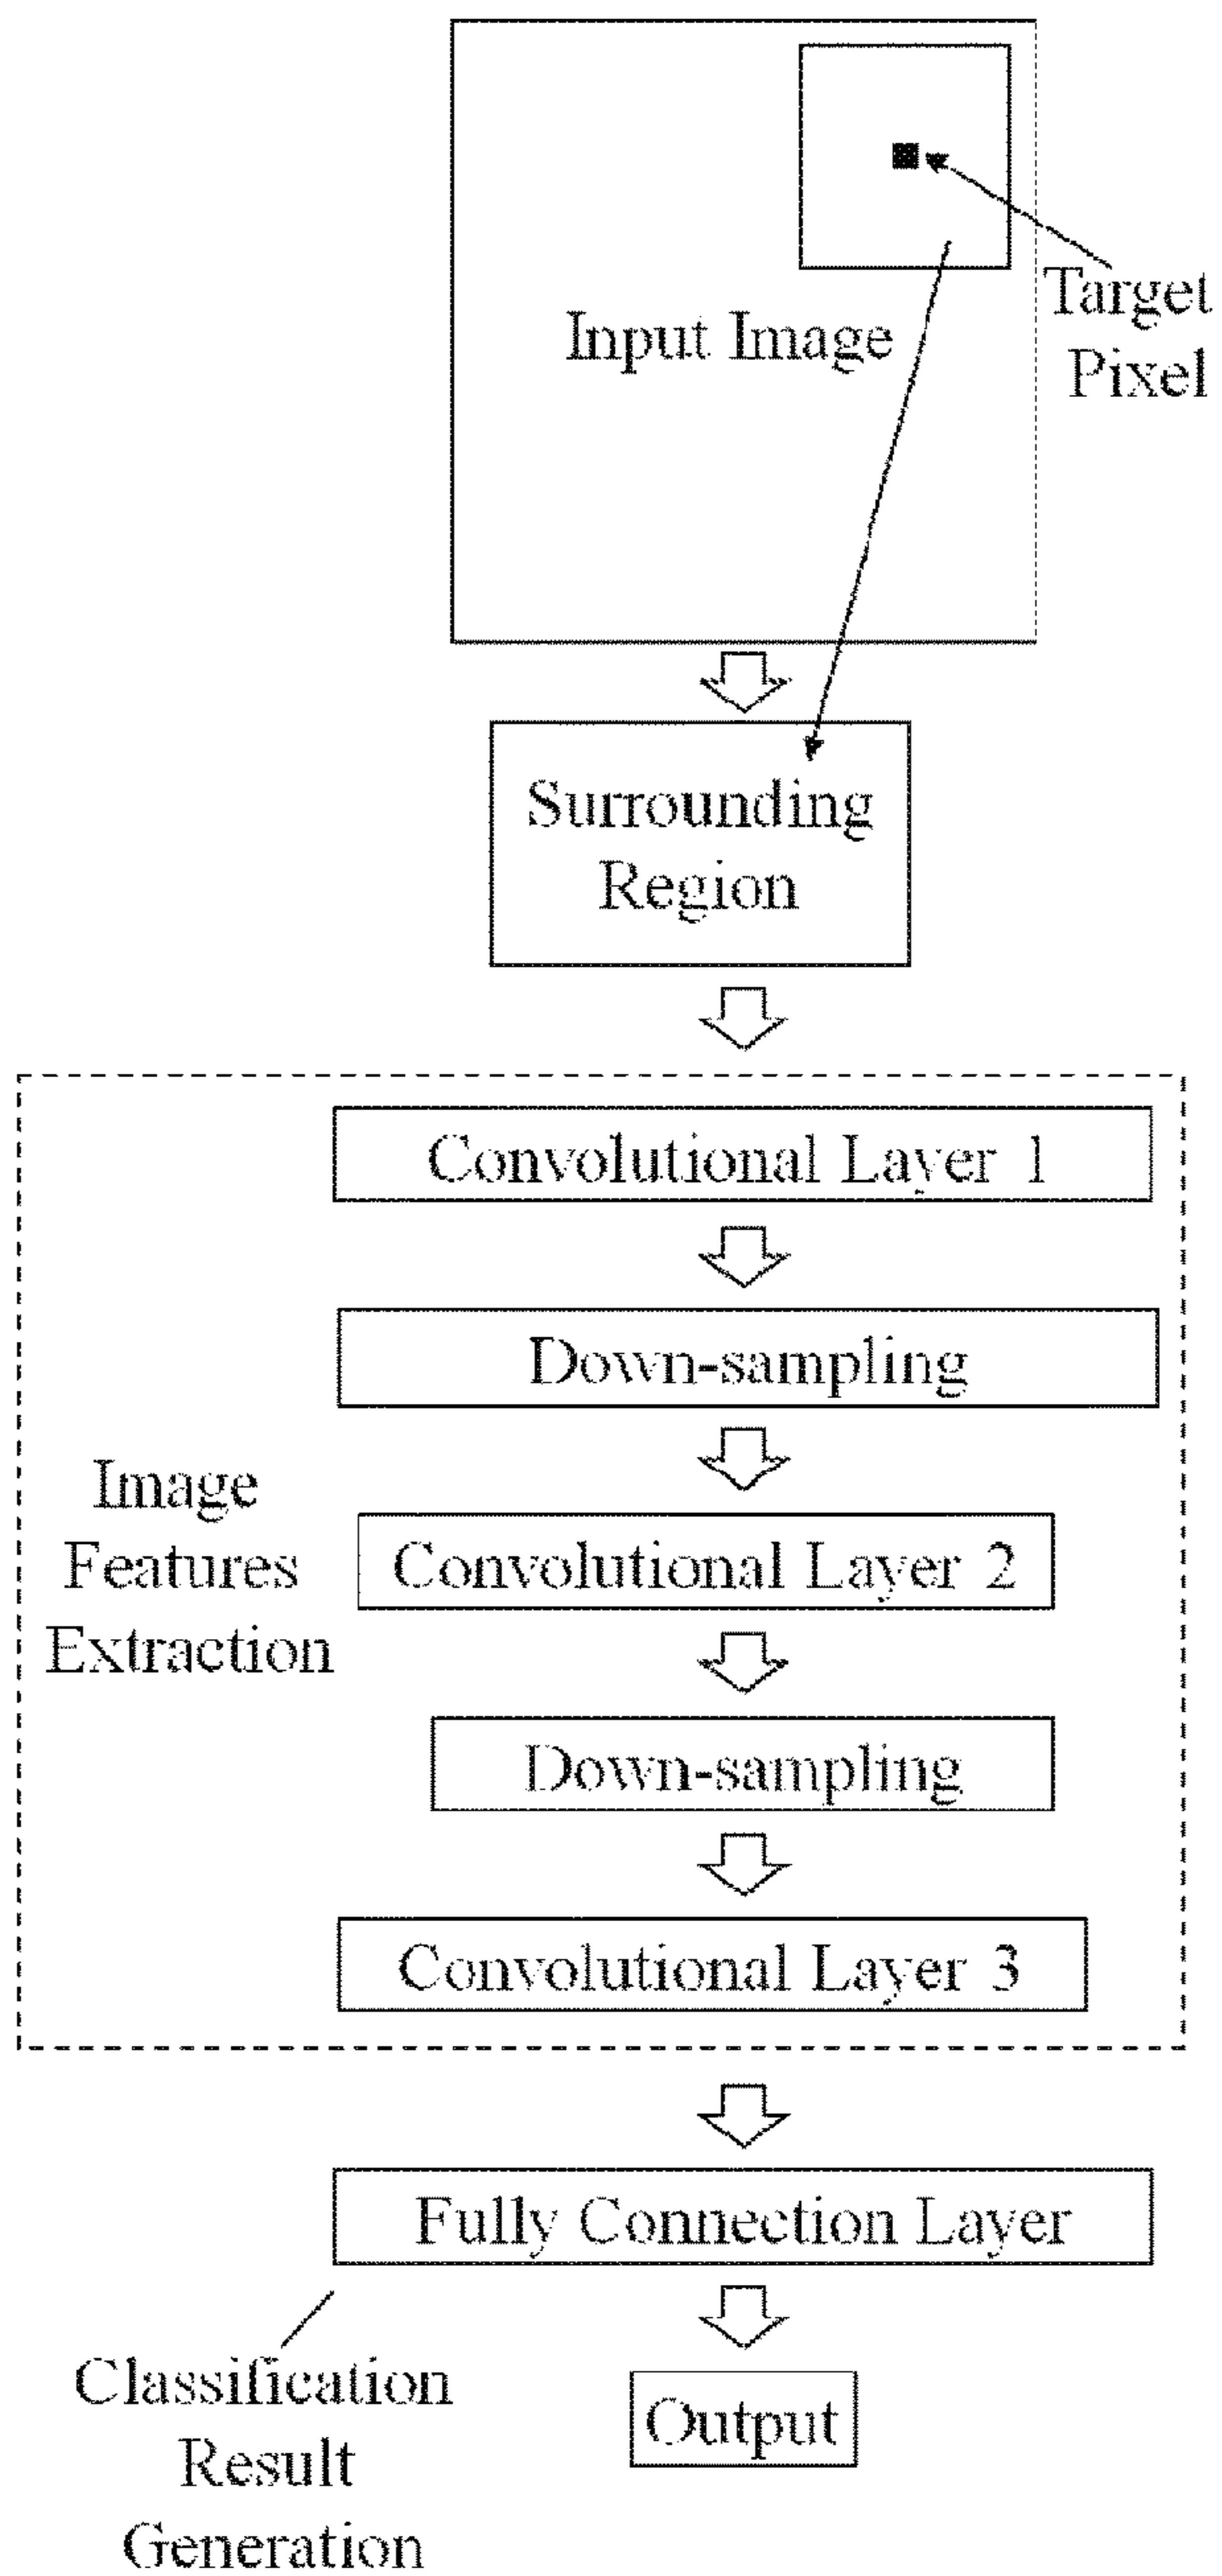 Target
Pixel
Input Image
Surrounding
Region
Convolutional Layer 1
Down-sampling
Image
Features
Extraction
Convolutional Layer 2
Down-sampling
Convolutional Layer 3
Fully Connection Layer
Classification
Result
Generation
Output